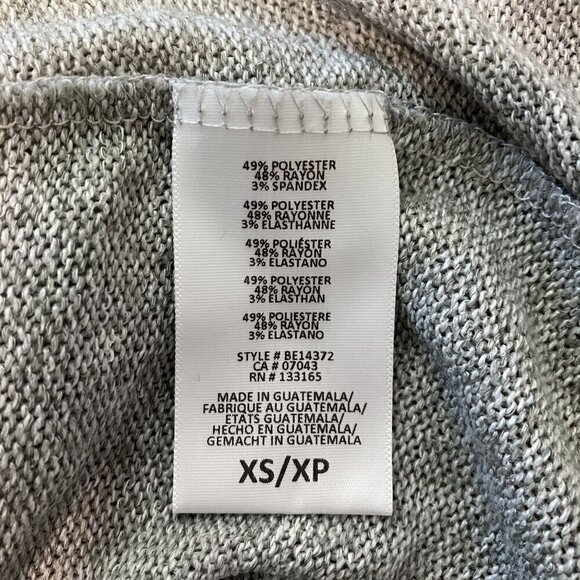 49% POLYESTER
48% RAYON
3% SPANDEX
49% POLYESTER
48% RAYONNE
3% ELASTHANNE
49% POLIÉSTER
48% RAYON
3% ELASTANO
49% POLYESTER
48% RAYON
3% ELASTHAN
49% POLIESTERE
48% RAYON
3% ELASTANO
STYLE # BE14372
CA # 07043
RN # 133165
MADE IN GUATEMALA/
FABRIQUE AU GUATEMALA/
ETATS GUATEMALA/
HECHO EN GUATEMALA/
GEMACHT IN GUATEMALA
XS/XP